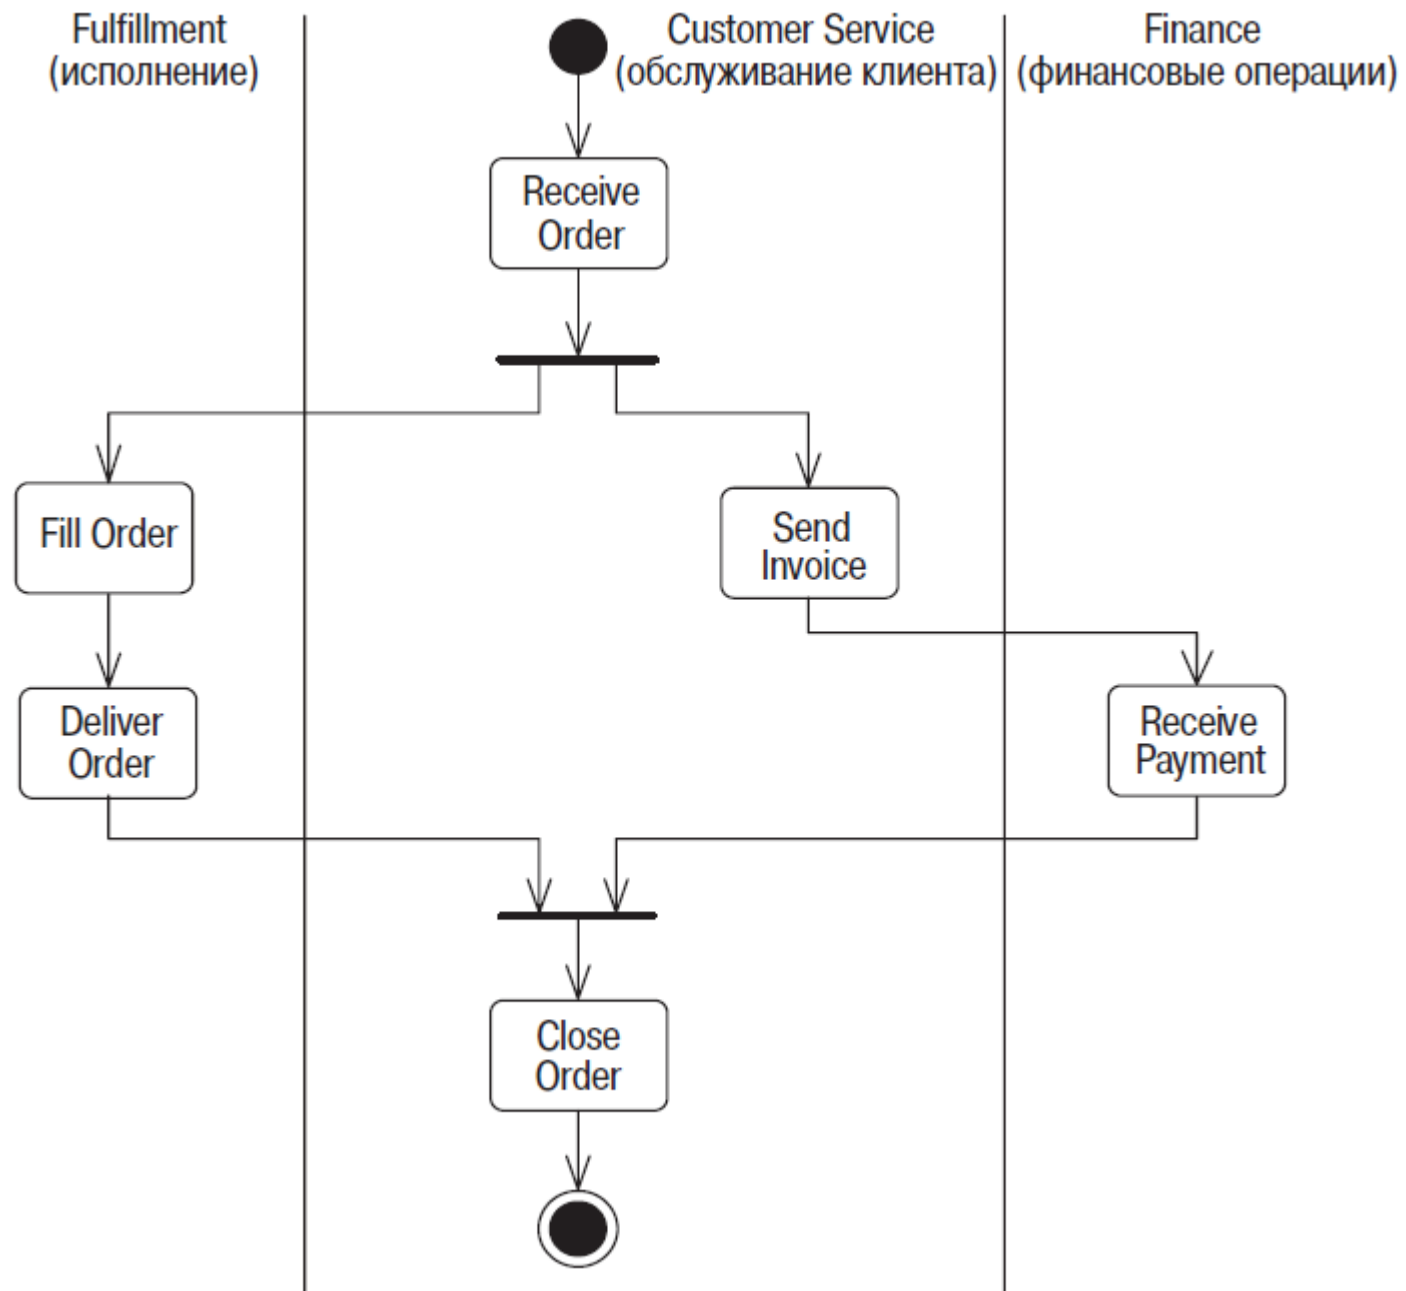 Fulfillment
(исполнение)
Customer Service
(обслуживание клиента)
Finance
(финансовые операции)
Receive
Order
Fill Order
Send
Invoice
Deliver
Order
Receive
Payment
Close
Order